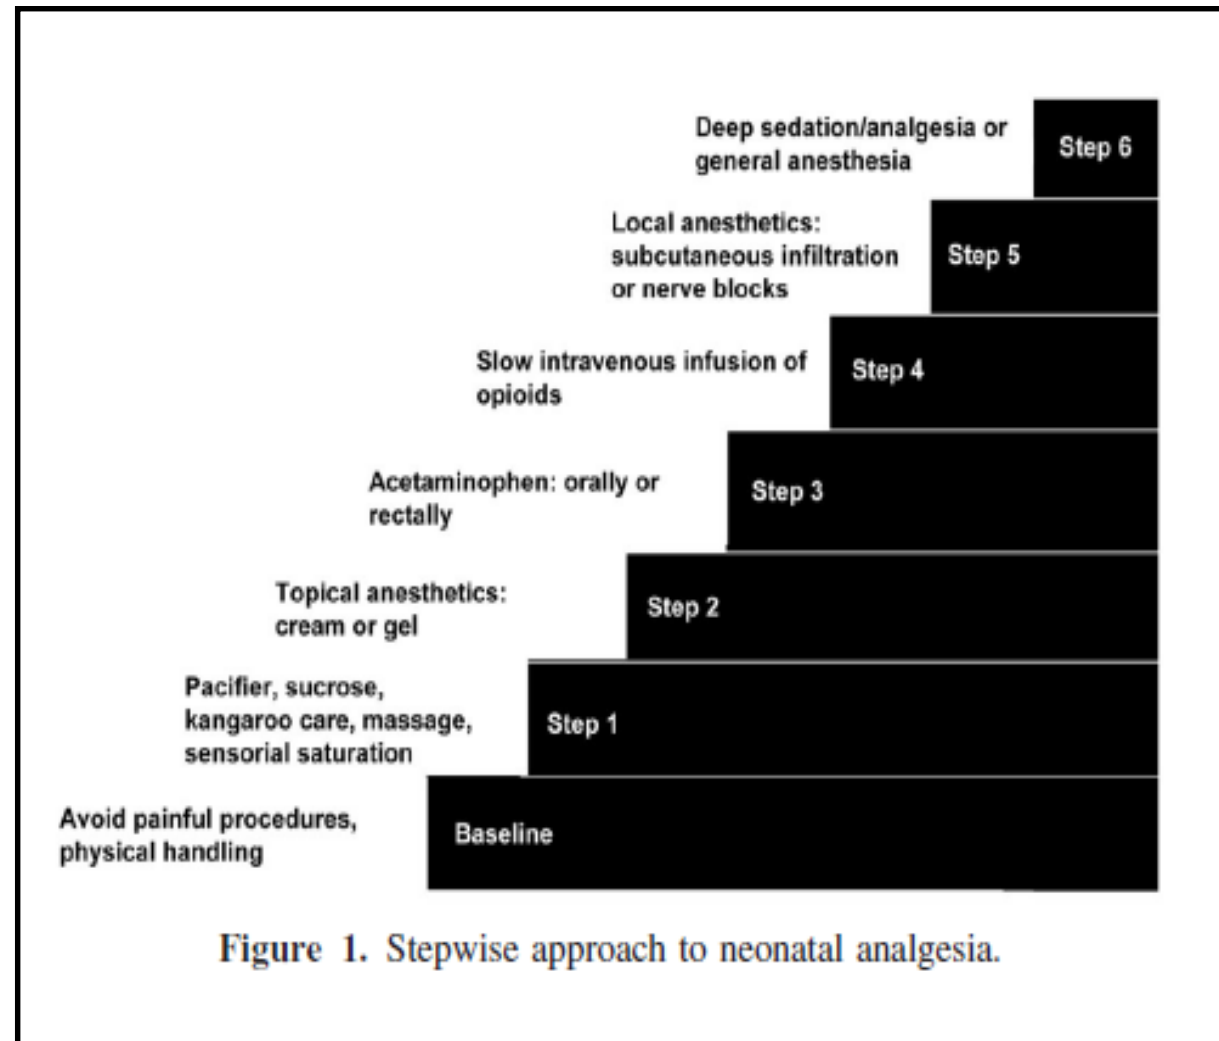 Deep sedation/analgesia or
general anesthesia
Step 6
Local anesthetics:
subcutaneous infiltration
or nerve blocks
Step 5
Slow intravenous infusion of
opioids
Step 4
Acetaminophen: orally or
rectally
Step 3
Topical anesthetics:
cream or gel
Step 2
Pacifier, sucrose,
kangaroo care, massage,
sensorial saturation
Step 1
Avoid painful procedures,
physical handling
Baseline
Figure 1. Stepwise approach to neonatal analgesia.